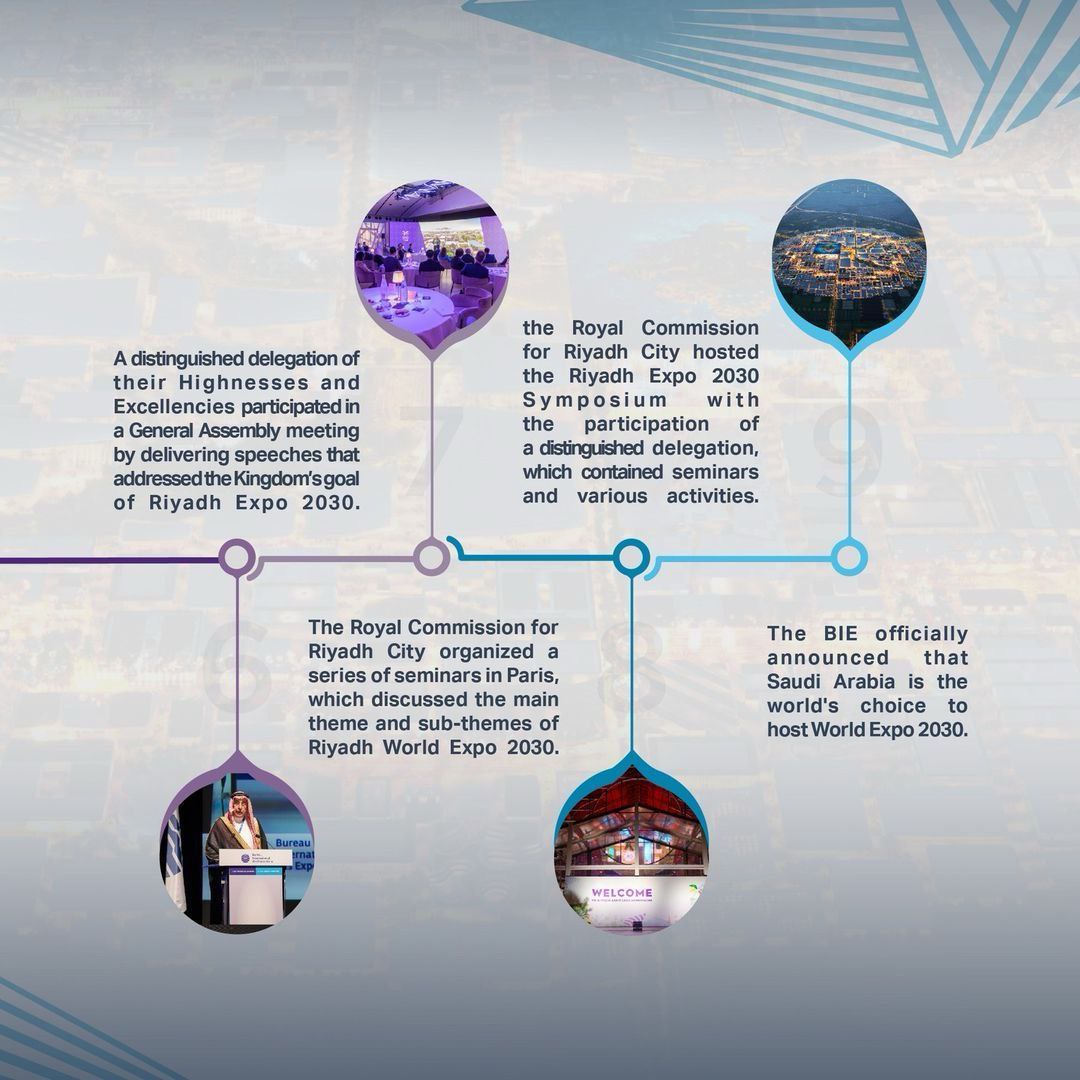 A distinguished delegation of
their Highnesses and
Excellencies participated in
a General Assembly meeting
by delivering speeches that
addressed the Kingdom's goal
of Riyadh Expo 2030.
6
7
The Royal Commission for
Riyadh City organized a
series of seminars in Paris,
which discussed the main
theme and sub-themes of
Riyadh World Expo 2030.
the Royal Commission
for Riyadh City hosted
the Riyadh Expo 2030
Symposium with
the participation of
a distinguished delegation,
which contained seminars
and various activities.
8
9
The BIE officially
announced that
Saudi Arabia is the
world's choice to
host World Expo 2030.
Bureau
WELCOME